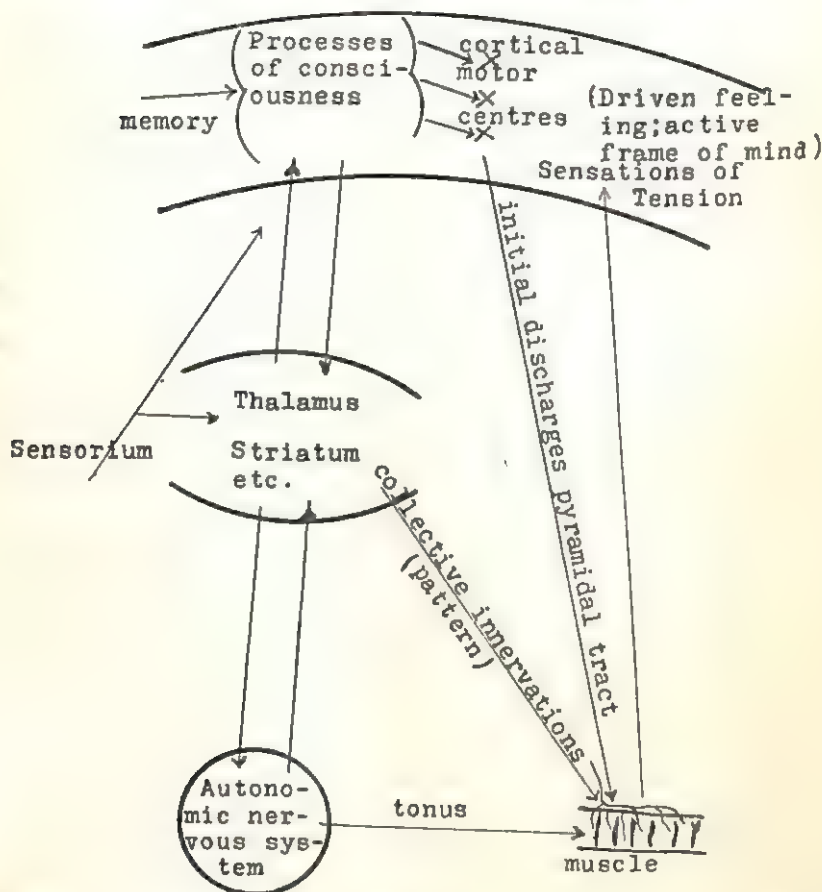 Processes
of consci-
ousness
memory
cortical
motor
centres
(Driven feel-
ing;active
frame of mind)
Sensations of
Tension
initial discharges pyramidal tract
Thalamus
Striatum
etc.
Sensorium
collective innervations
(pattern)
Autono-
mic ner-
vous sys-
tem
tonus
muscle